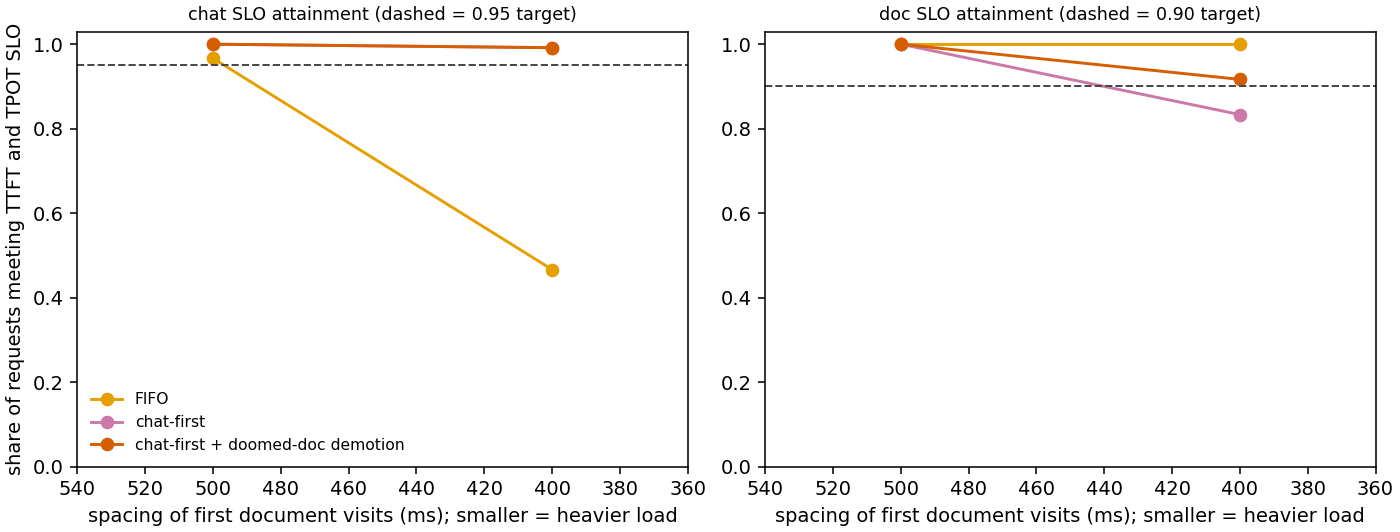 chat SLO attainment (dashed = 0.95 target)
share of requests meeting TTFT and TPOT SLO
1.0
0.8
0.6
0.4
0.2
0.0
FIFO
chat-first
chat-first + doomed-doc demotion
540 520 500 480 460 440 420 400 380 360
spacing of first document visits (ms); smaller = heavier load
doc SLO attainment (dashed = 0.90 target)
1.0
0.8
0.6
0.4
0.2
0.0
540 520 500 480 460 440 420 400 380 360
spacing of first document visits (ms); smaller = heavier load